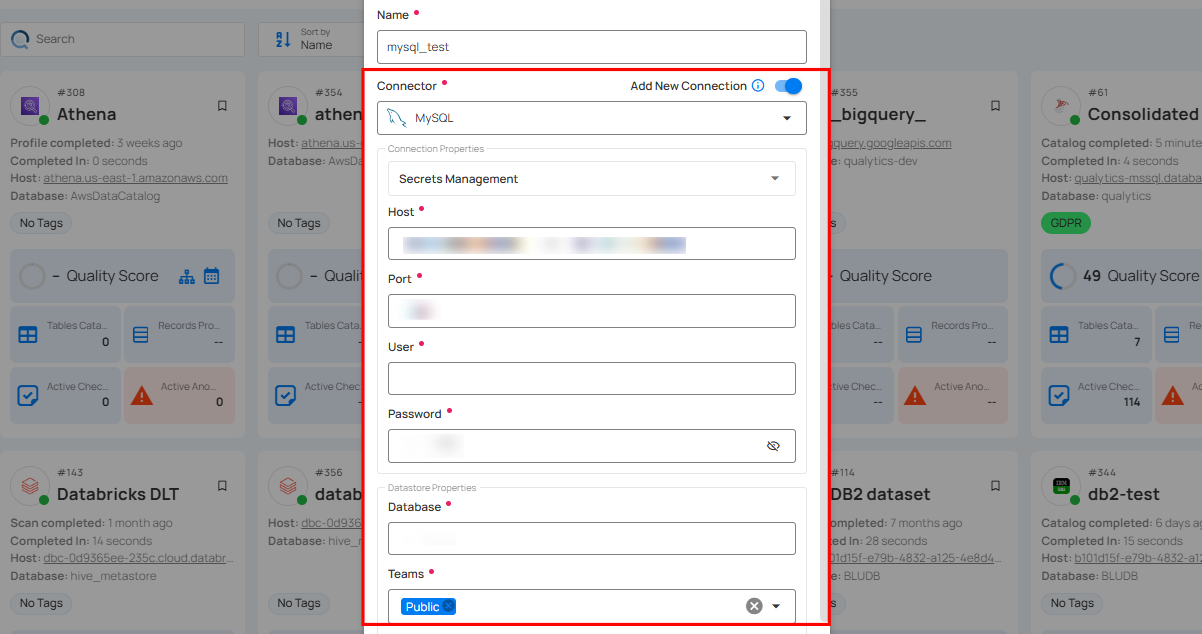 Search
Sort by
Name
#308
Athena
Profile completed: 3 weeks ago
Completed In: 0 seconds
Host: athena.us-east-1.amazonaws.com
Database: AwsDataCatalog
No Tags
– Quality Score
Tables Cata...
0
Records Pro...
--
Active Chec...
0
Active Ano...
0
#354
athen
Host: athena.us-
Database: AwsDa
No Tags
– Quali
Tables Cata
Active Chec
Name •
mysql_test
Connector •
Add New Connection
MySQL
Connection Properties
Secrets Management
Host •
Port •
User •
Password •
Datastore Properties
Database •
Teams •
Public
#355
_bigquery_
query.googleapis.com
e: qualytics-dev
s
Quality Score
bles Cata...
--
Records Pro...
--
ctive Chec...
--
Active Ano...
--
#61
Consolidated
Catalog completed: 5 minute
Completed In: 4 seconds
Host: qualytics-mssql.databa
Database: qualytics
GDPR
49 Quality Score
Tables Cata...
7
Re
Active Chec...
114
Ac
#143
Databricks DLT
Scan completed: 1 month ago
Completed In: 14 seconds
Host: dbc-0d9365ee-235c.cloud.databr...
Database: hive_metastore
No Tags
#356
datab
Host: dbc-0d936
Database: hive_r
No Tags
#114
DB2 dataset
ompleted: 7 months ago
ed In: 28 seconds
01d15f-e79b-4832-a125-4e8d4...
e: BLUDB
s
#344
db2-test
Catalog completed: 6 days ag
Completed In: 15 seconds
Host: b101d15f-e79b-4832-a12
Database: BLUDB
No Tags